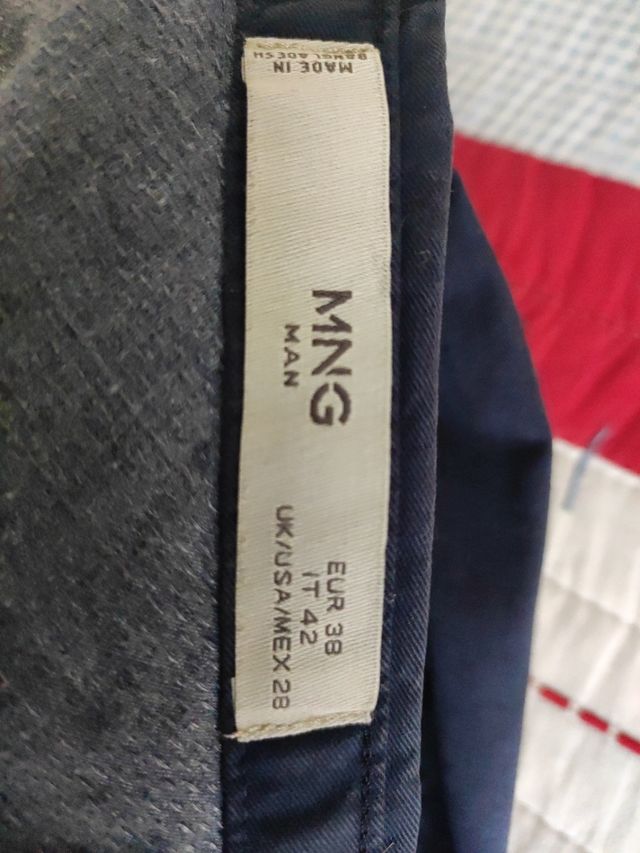 MADE IN
BANGLADESH
MNG
MAN
EUR 38
IT 42
UK/USA/MEX 28